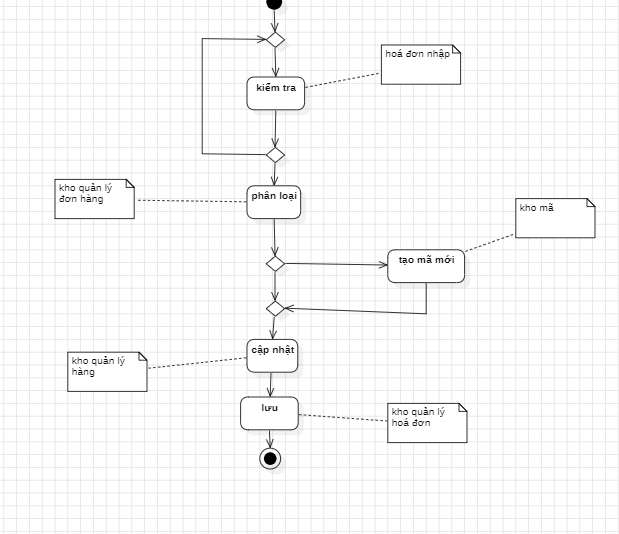 hoá đơn nhập
kiểm tra
kho quản lý
đơn hàng
phân loại
kho mã
tạo mã mới
cập nhật
kho quản lý
hàng
lưu
kho quản lý
hoá đơn